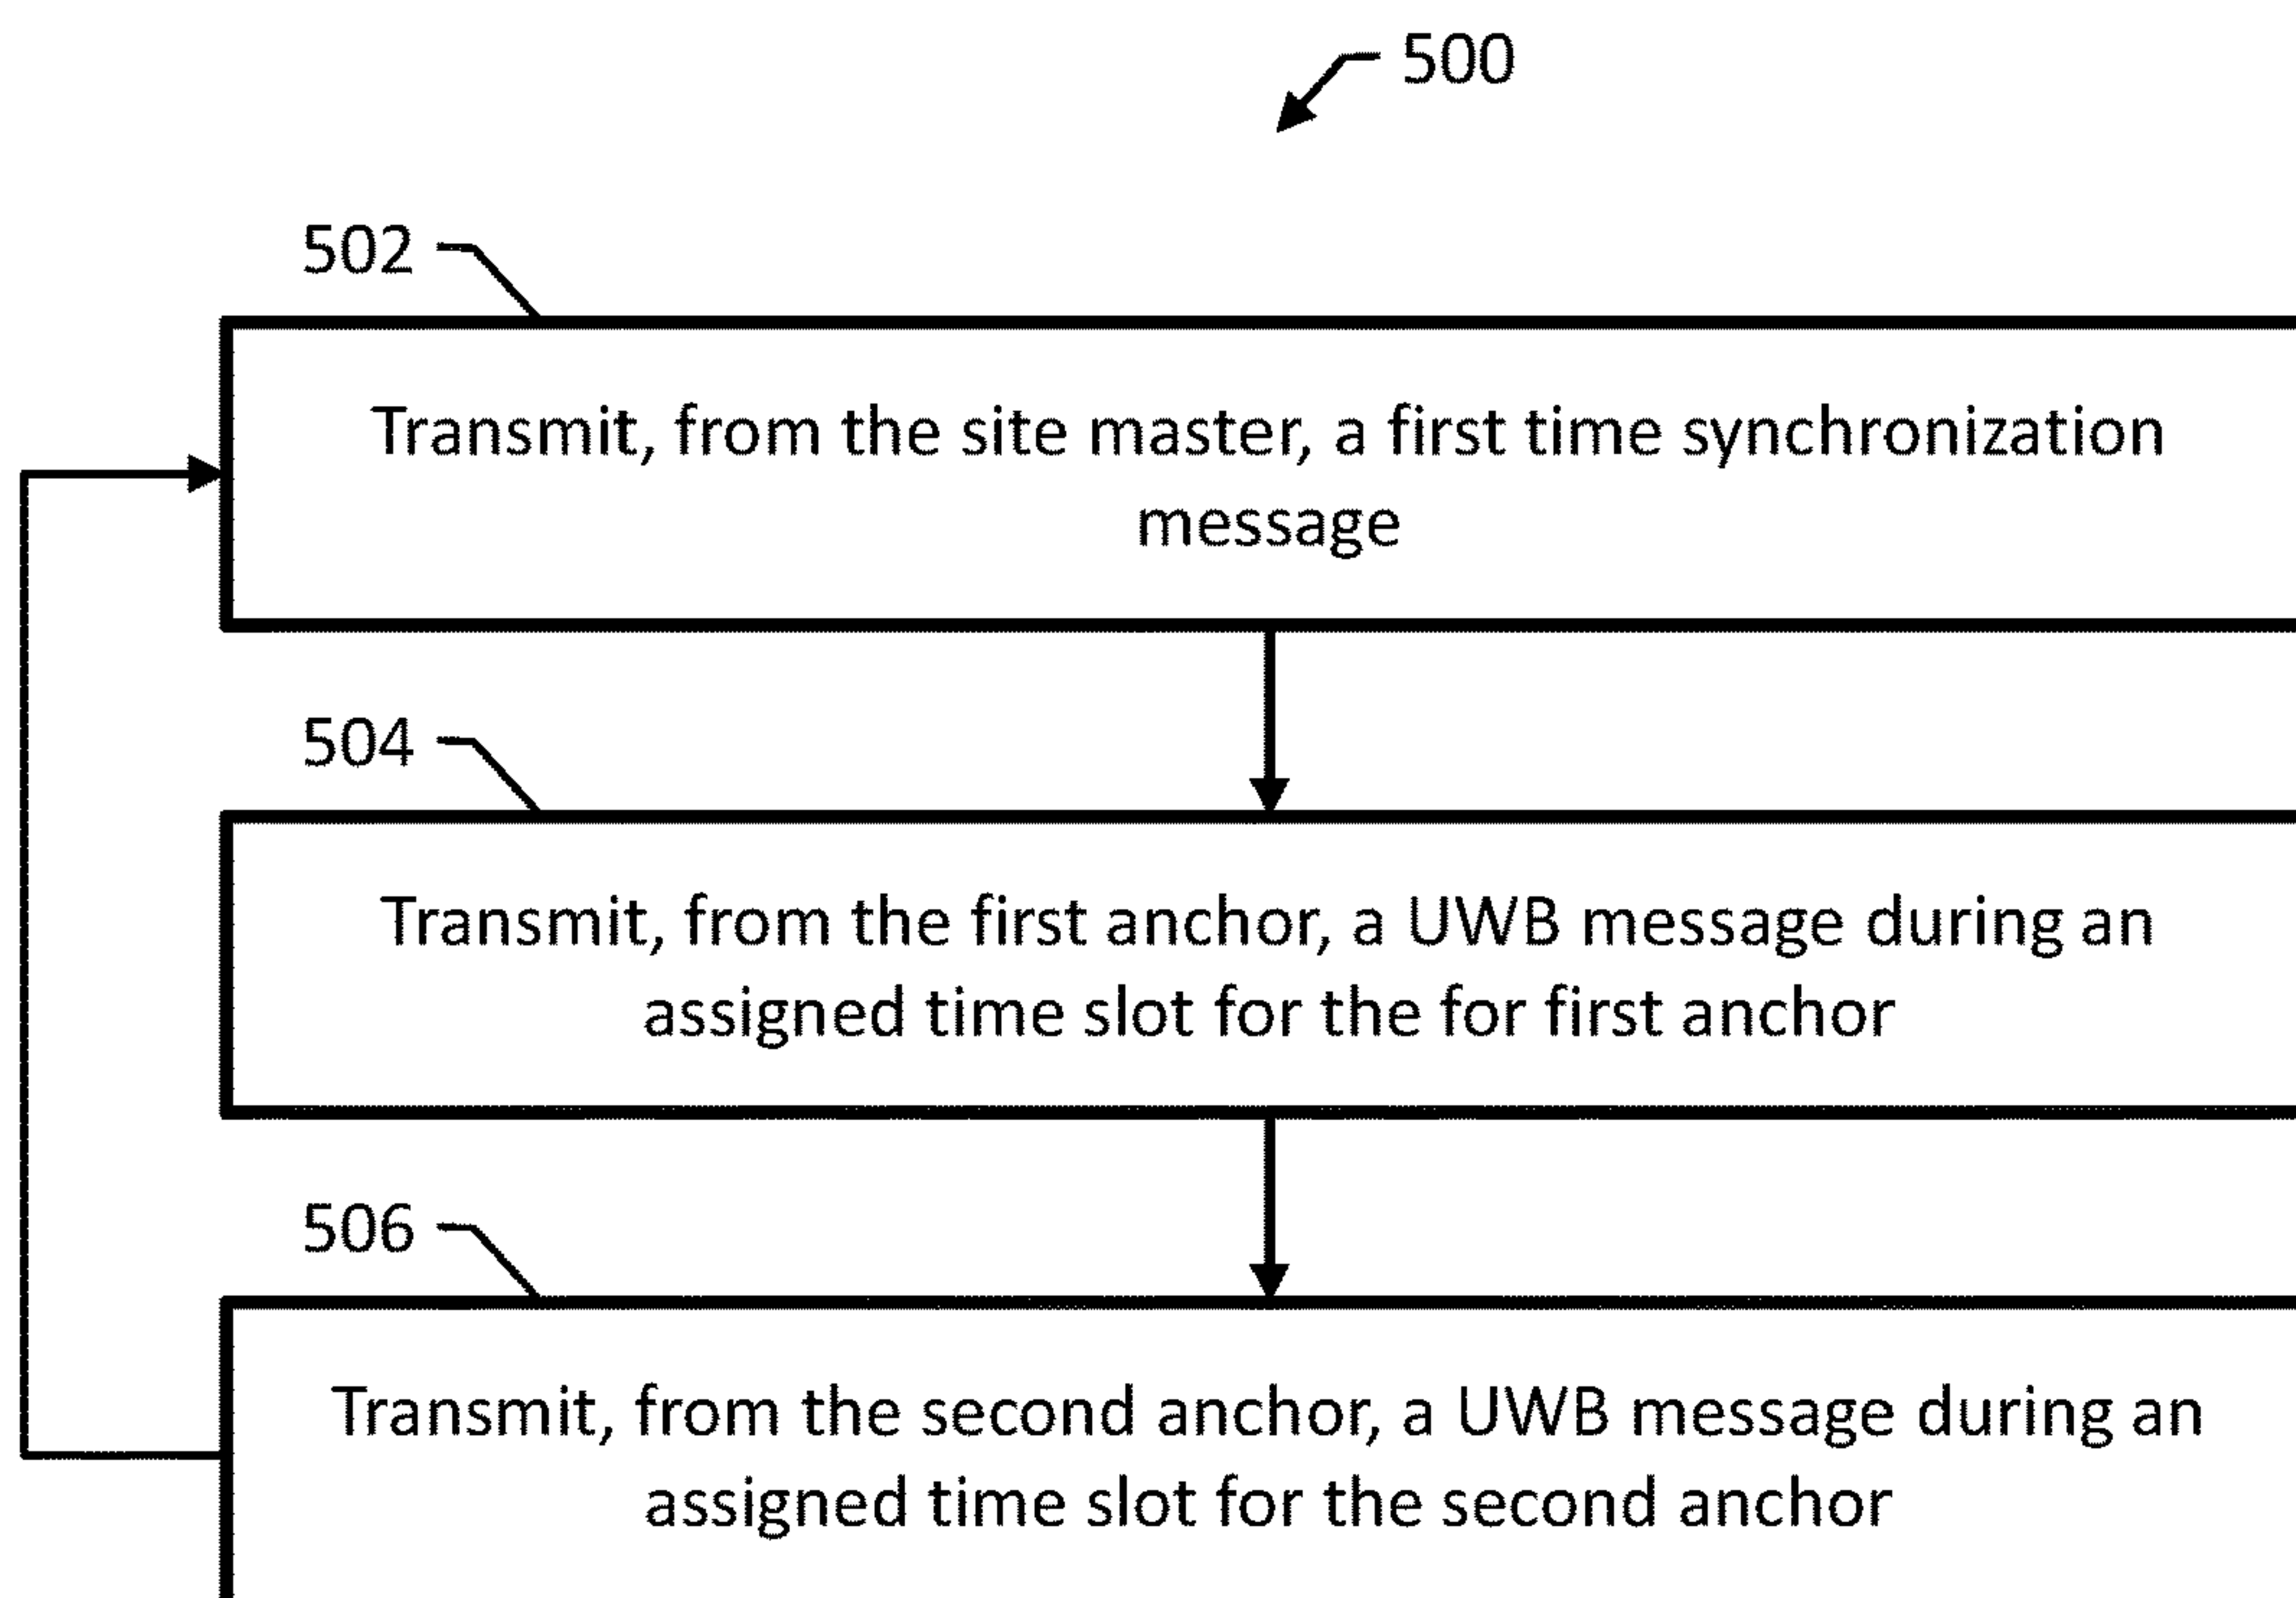 500
502
Transmit, from the site master, a first time synchronization
message
504
Transmit, from the first anchor, a UWB message during an
assigned time slot for the for first anchor
506
Transmit, from the second anchor, a UWB message during an
assigned time slot for the second anchor